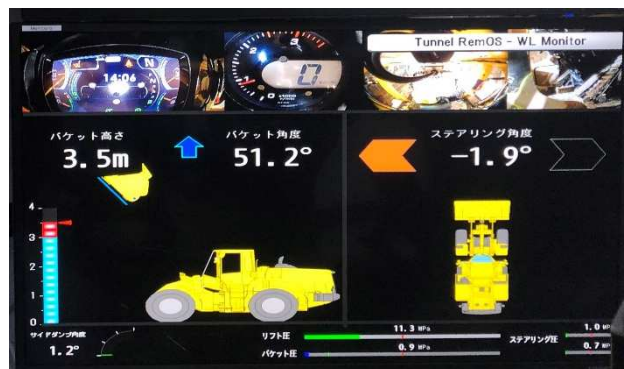 Tunnel RemOS - WL Monitor
14:06
バケット高さ
3.5m
バケット角度
51.2°
ステアリング角度
-1.9°
4
3
2
1
0
サイドダンプ角度
1.2°
リフト圧
11.3 MPa
バケット圧
0.9 MPa
ステアリング圧
1.0 MP
0.7 MP